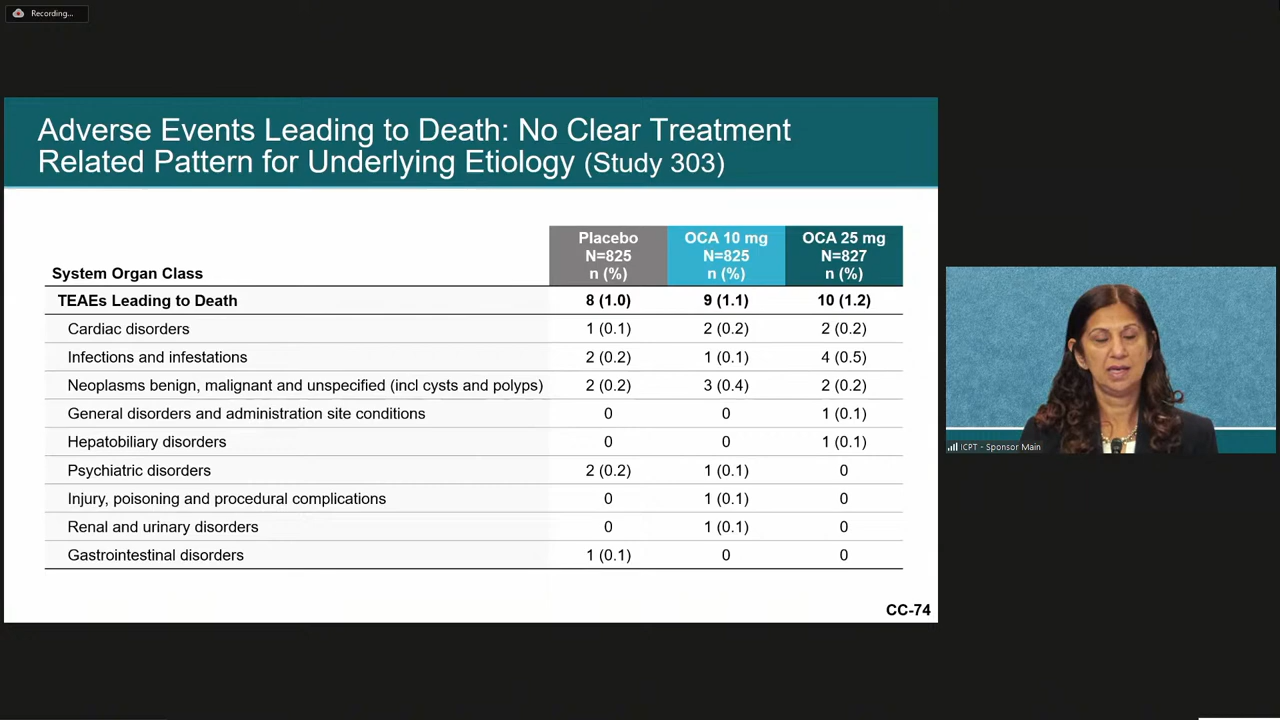 Recording...
Adverse Events Leading to Death: No Clear Treatment
Related Pattern for Underlying Etiology (Study 303)
System Organ Class
Placebo
N=825
n (%)
OCA 10 mg
N=825
n (%)
OCA 25 mg
N=827
n (%)
TEAEs Leading to Death 8 (1.0) 9 (1.1) 10 (1.2)
Cardiac disorders 1 (0.1) 2 (0.2) 2 (0.2)
Infections and infestations 2 (0.2) 1 (0.1) 4 (0.5)
Neoplasms benign, malignant and unspecified (incl cysts and polyps) 2 (0.2) 3 (0.4) 2 (0.2)
General disorders and administration site conditions 0 0 1 (0.1)
Hepatobiliary disorders 0 0 1 (0.1)
Psychiatric disorders 2 (0.2) 1 (0.1) 0
Injury, poisoning and procedural complications 0 1 (0.1) 0
Renal and urinary disorders 0 1 (0.1) 0
Gastrointestinal disorders 1 (0.1) 0 0
CC-74
ICPT - Sponsor Main